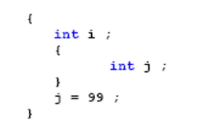 {
int i ;
{
int j ;
}
j = 99 ;
}